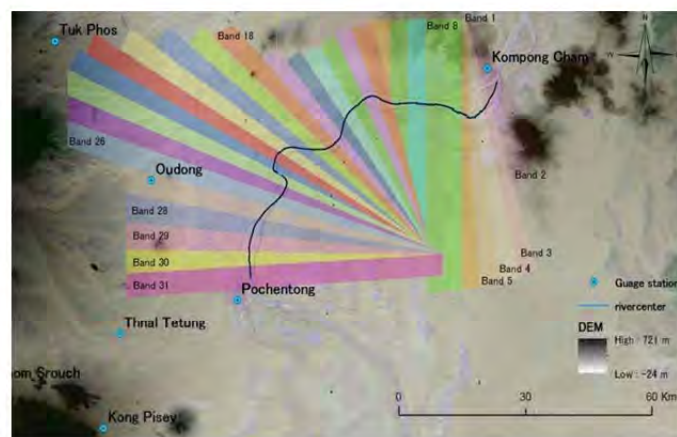 Tuk Phos
Band 18
Band 8
Band 1
Kompong Cham
N
W
Band 26
Oudong
Band 2
Band 28
Band 29
Band 30
Band 31
Band 3
Band 4
Band 5
Pochentong
Thnal Tetung
Guage station
rivercenter
DEM
High : 721 m
Low : -24 m
om Srouch
Kong Pisey
0 30 60 Km